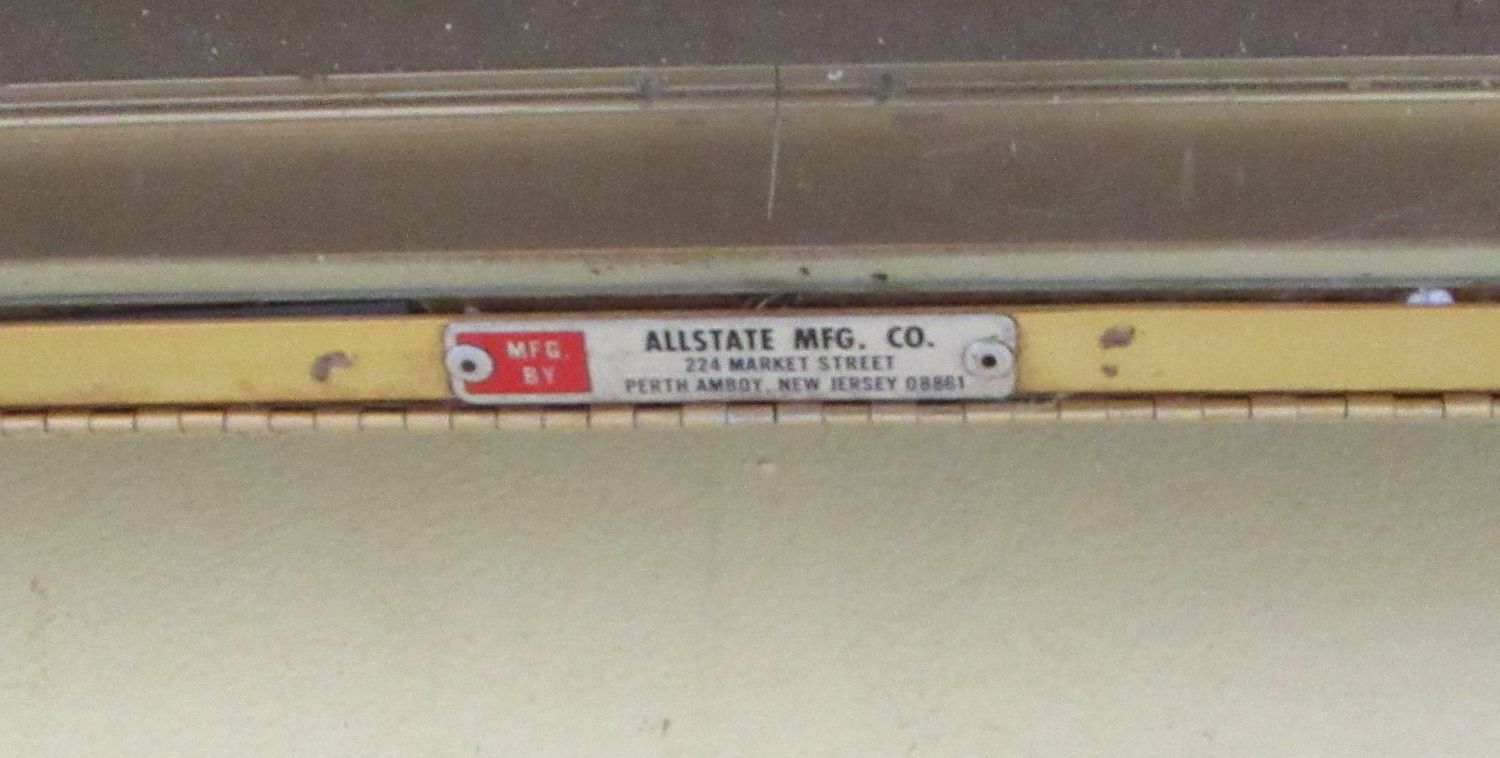 MFG.
BY
ALLSTATE MFG. CO.
224 MARKET STREET
PERTH AMBOY, NEW JERSEY 08861